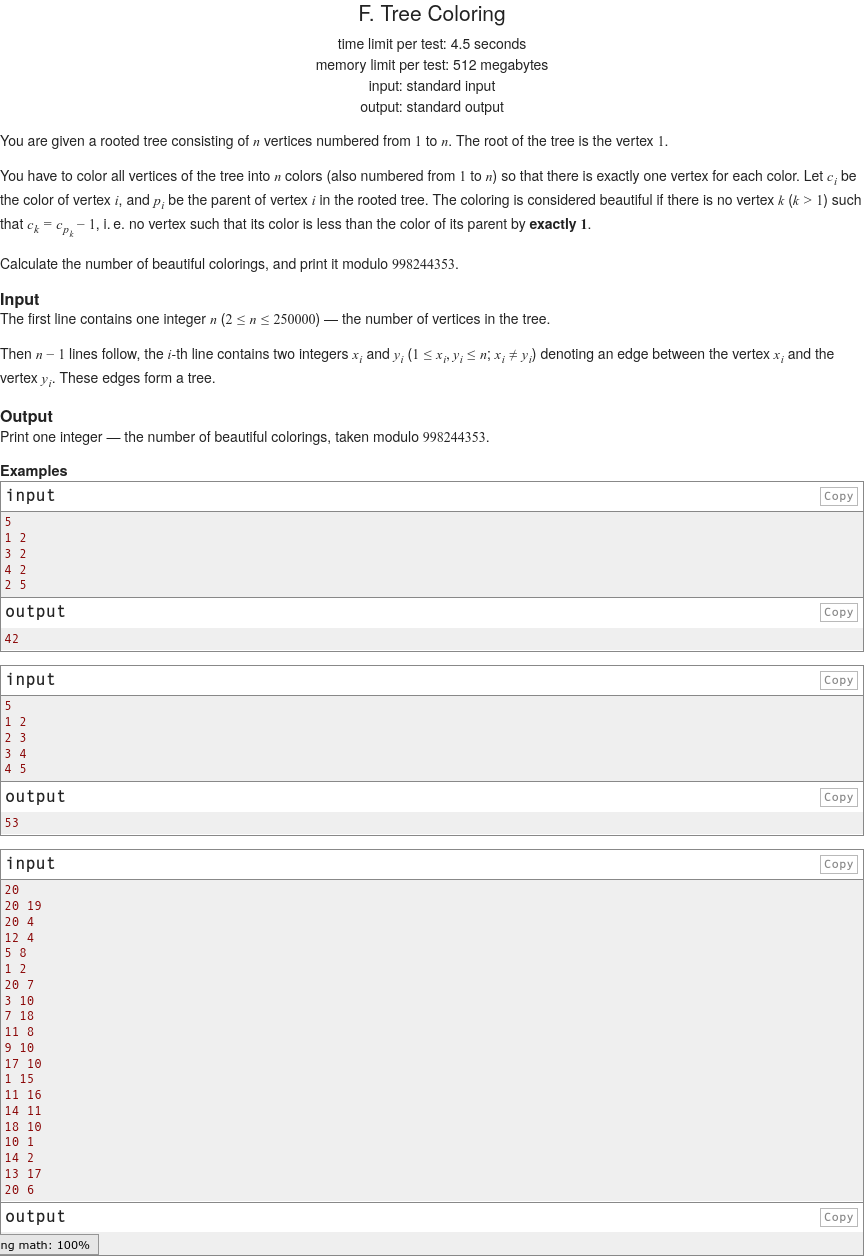 F. Tree Coloring
time limit per test: 4.5 seconds
memory limit per test: 512 megabytes
input: standard input
output: standard output
You are given a rooted tree consisting of n vertices numbered from 1 to n. The root of the tree is the vertex 1.
You have to color all vertices of the tree into n colors (also numbered from 1 to n) so that there is exactly one vertex for each color. Let c_i be
the color of vertex i, and p_i be the parent of vertex i in the rooted tree. The coloring is considered beautiful if there is no vertex k (k > 1) such
that c_k = c_{p_k} − 1, i. e. no vertex such that its color is less than the color of its parent by exactly 1.
Calculate the number of beautiful colorings, and print it modulo 998244353.
Input
The first line contains one integer n (2 ≤ n ≤ 250000) — the number of vertices in the tree.
Then n − 1 lines follow, the i-th line contains two integers x_i and y_i (1 ≤ x_i, y_i ≤ n; x_i ≠ y_i) denoting an edge between the vertex x_i and the
vertex y_i. These edges form a tree.
Output
Print one integer — the number of beautiful colorings, taken modulo 998244353.
Examples
input Copy
5
1 2
3 2
4 2
2 5
output Copy
42
input Copy
5
1 2
2 3
3 4
4 5
output Copy
53
input Copy
20
20 19
20 4
12 4
5 8
1 2
20 7
3 10
7 18
11 8
9 10
17 10
1 15
11 16
14 11
18 10
10 1
14 2
13 17
20 6
output Copy
ng math: 100%